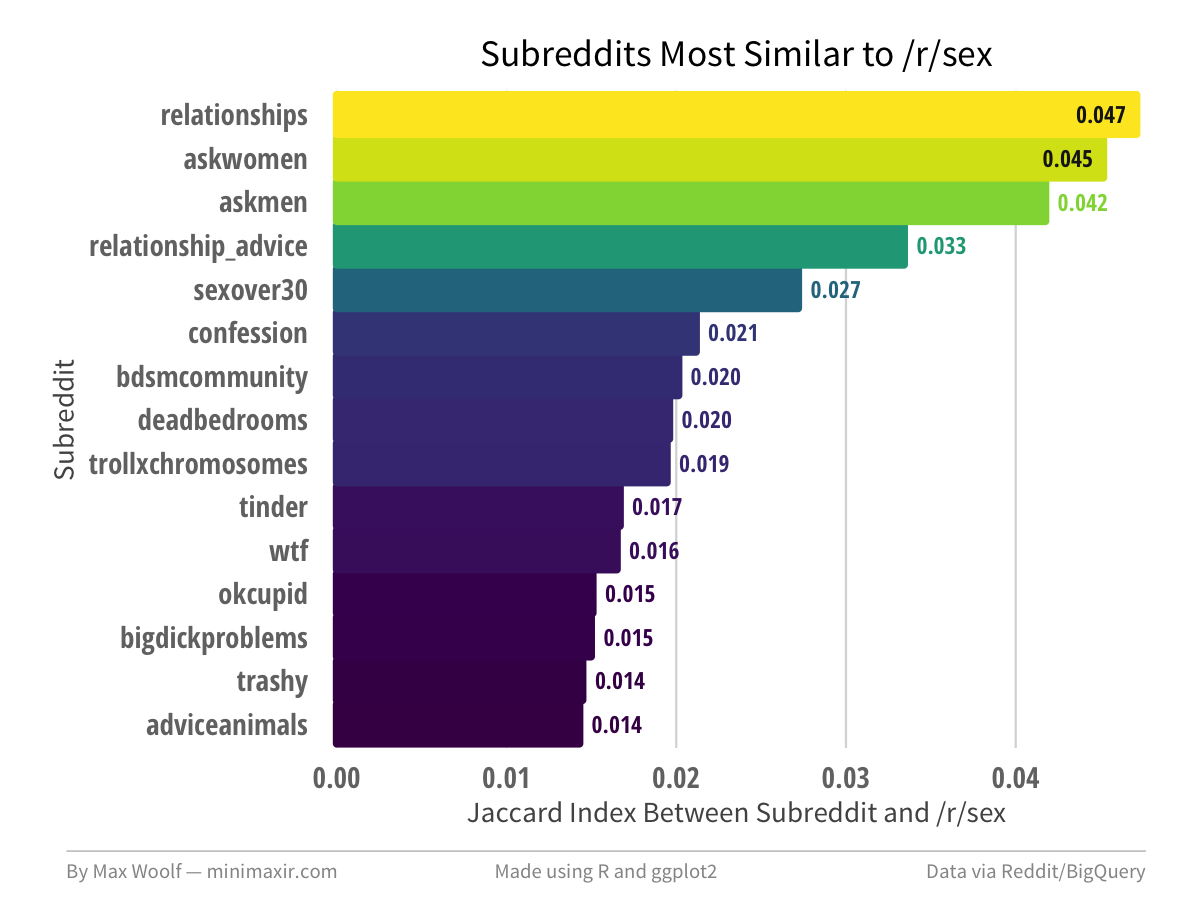 Subreddits Most Similar to /r/sex
relationships 0.047
askwomen 0.045
askmen 0.042
relationship_advice 0.033
sexover30 0.027
confession 0.021
bdsmcommunity 0.020
deadbedrooms 0.020
trollxchromosomes 0.019
tinder 0.017
wtf 0.016
okcupid 0.015
bigdickproblems 0.015
trashy 0.014
adviceanimals 0.014
Subreddit
0.00 0.01 0.02 0.03 0.04
Jaccard Index Between Subreddit and /r/sex
By Max Woolf — minimaxir.com Made using R and ggplot2 Data via Reddit/BigQuery